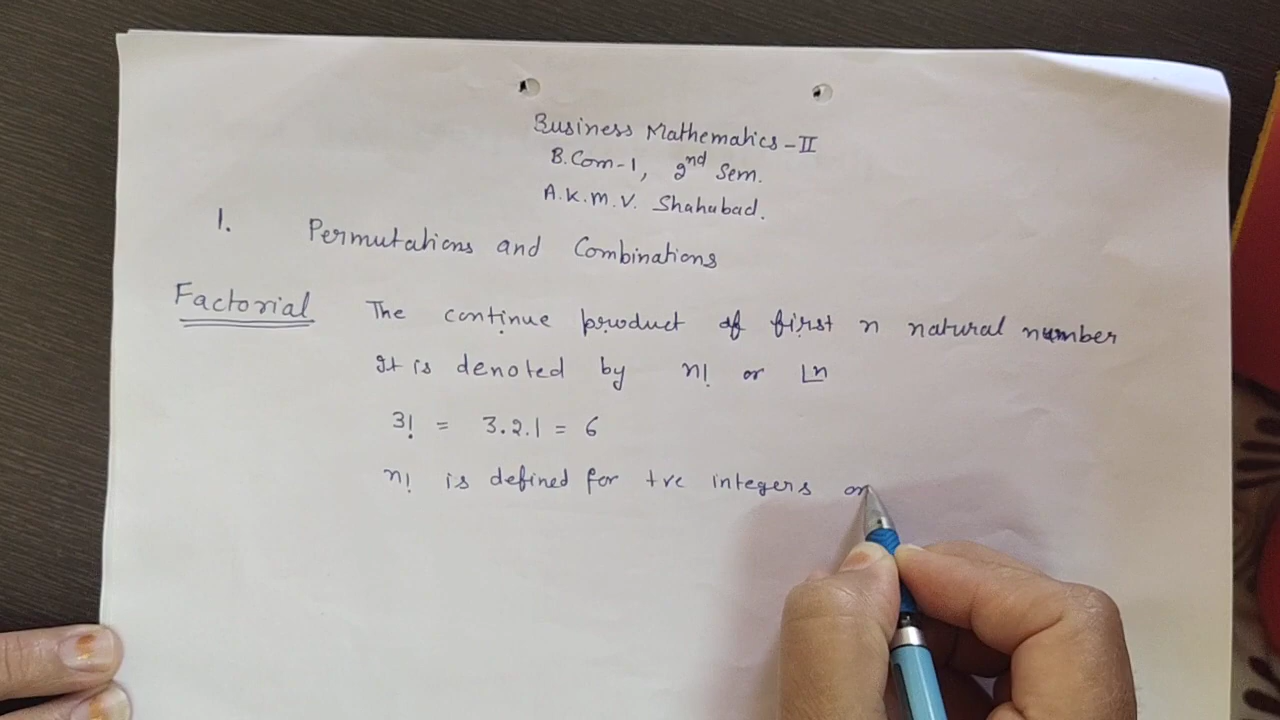 Business Mathematics-II
B.Com-1, 2nd Sem.
A.K.M.V. Shahabad.
1. Permutations and Combinations
Factorial The continue product of first n natural number
It is denoted by n! or ⌊n
3! = 3.2.1 = 6
n! is defined for +ve integers on